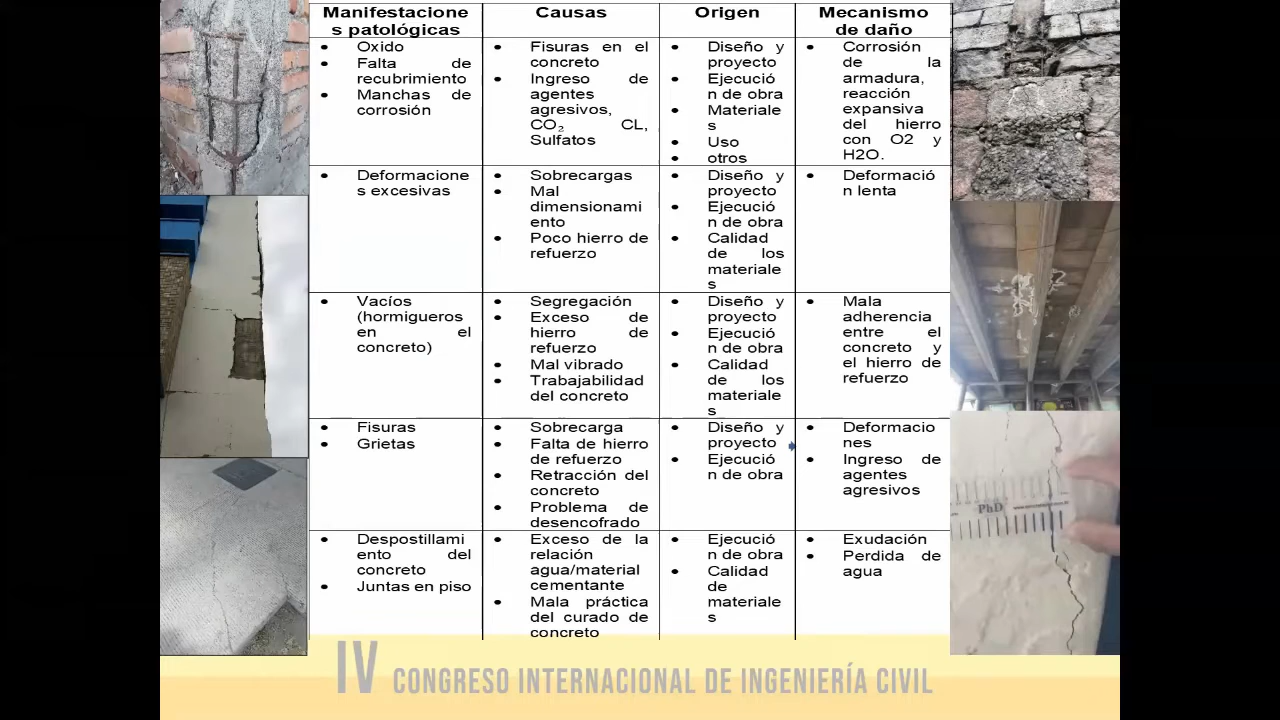 Manifestacione
s patológicas
Causas
Origen
Mecanismo
de daño
• Oxido
• Falta de
recubrimiento
• Manchas de
corrosión
• Fisuras en el
concreto
• Ingreso de
agentes
agresivos,
CO₂ CL,
Sulfatos
• Diseño y
proyecto
• Ejecució
n de obra
• Materiale
s
• Uso
• otros
• Corrosión
de la
armadura,
reacción
expansiva
del hierro
con O2 y
H2O.
• Deformacione
s excesivas
• Sobrecargas
• Mal
dimensionami
ento
• Poco hierro de
refuerzo
• Diseño y
proyecto
• Ejecució
n de obra
• Calidad
de los
materiale
s
• Deformació
n lenta
• Vacíos
(hormigueros
en el
concreto)
• Segregación
• Exceso de
hierro de
refuerzo
• Mal vibrado
• Trabajabilidad
del concreto
• Diseño y
proyecto
• Ejecució
n de obra
• Calidad
de los
materiale
s
• Mala
adherencia
entre el
concreto y
el hierro de
refuerzo
• Fisuras
• Grietas
• Sobrecarga
• Falta de hierro
de refuerzo
• Retracción del
concreto
• Problema de
desencofrado
• Diseño y
proyecto
• Ejecució
n de obra
• Deformacio
nes
• Ingreso de
agentes
agresivos
• Despostillami
ento del
concreto
• Juntas en piso
• Exceso de la
relación
agua/material
cementante
• Mala práctica
del curado de
concreto
• Ejecució
n de obra
• Calidad
de
materiale
s
• Exudación
• Perdida de
agua
PhD
IV CONGRESO INTERNACIONAL DE INGENIERÍA CIVIL